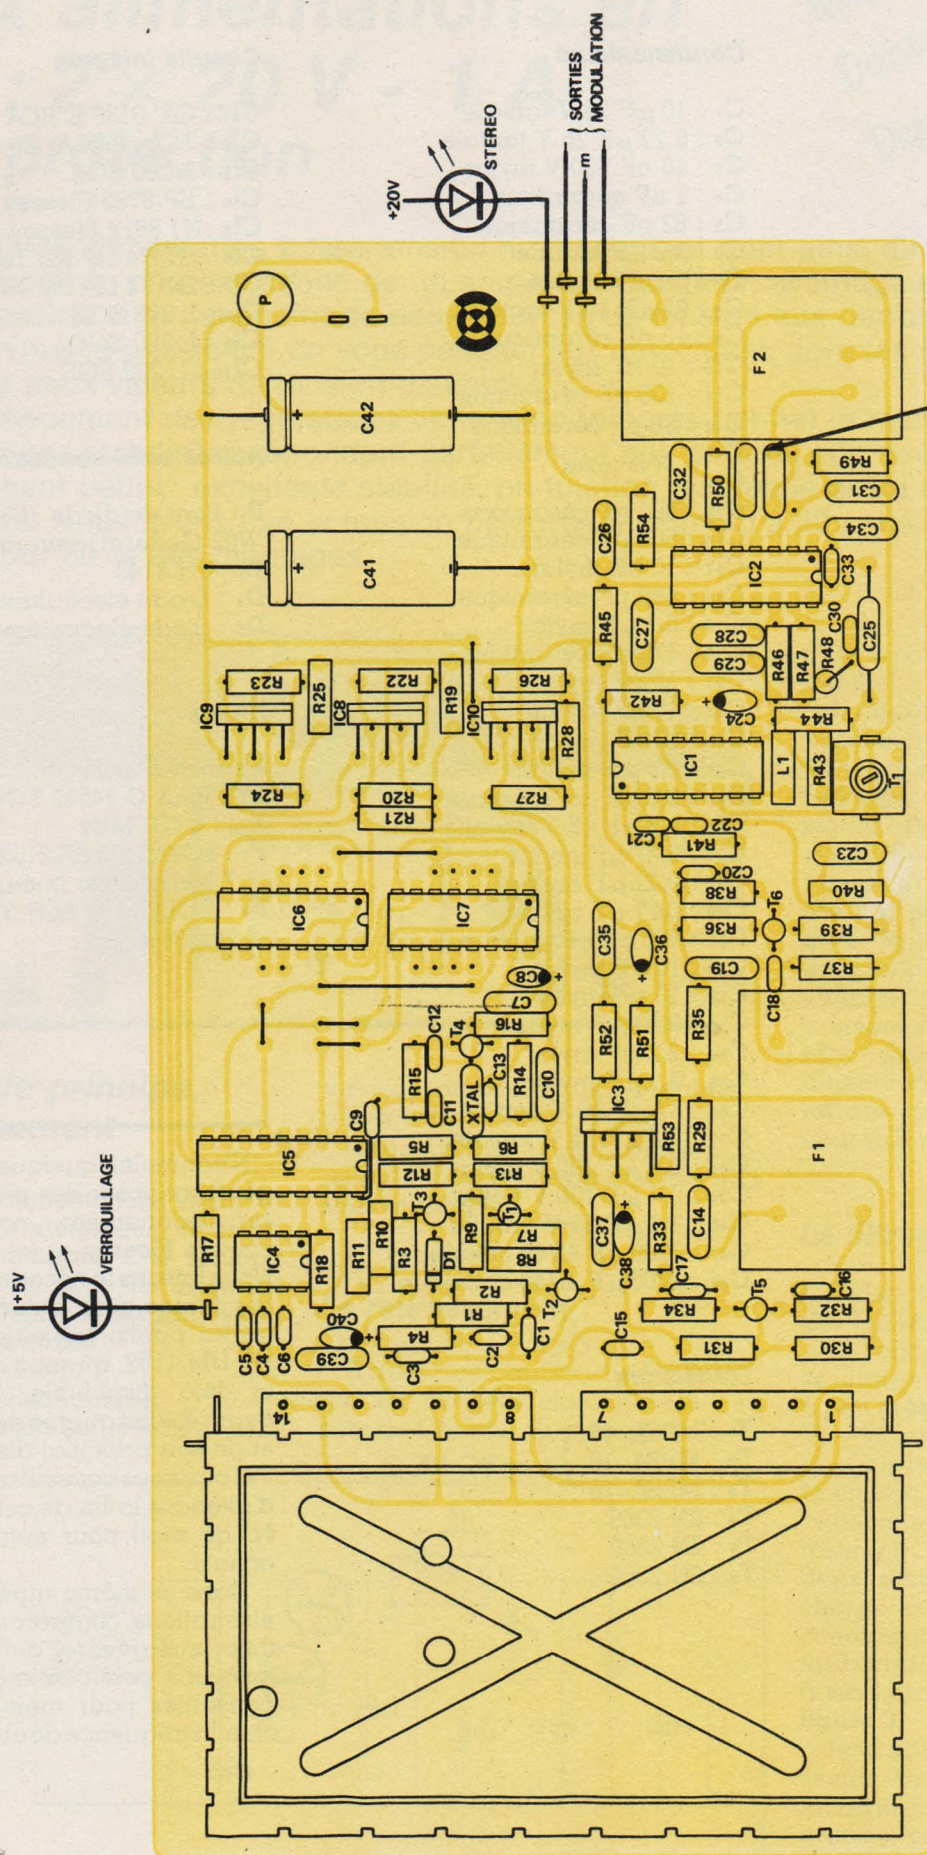 SORTIES
MODULATION
m
STEREO
+20V
P
C42
C41
F2
C32
R50
R49
C31
C34
C26
R54
IC2
C33
R45
C27
C28
C29
R46
R47
R48
C30
C25
R42
C24
+
R44
IC1
L1
R43
T1
IC9
R23
R25
IC8
R22
R19
IC10
R26
R28
R24
R20
R21
R27
C21
C22
R41
C20
R38
C23
R40
R36
T6
R39
R37
C35
C36
+
C19
C18
IC6
IC7
C8
+
C7
R16
T4
C12
R15
C11
XTAL
C13
R14
C10
R52
R51
R35
IC3
R53
R29
F1
IC5
C9
R5
R6
R12
R13
VERROUILLAGE
+5V
R17
IC4
R18
R11
R10
R3
T3
D1
R9
T1
R7
R8
R2
R1
T2
C37
C38
+
R33
C14
C17
R34
T5
C16
R32
C15
R31
R30
C5
C4
C6
C40
+
C39
R4
C3
C2
C1
14
8
7
1